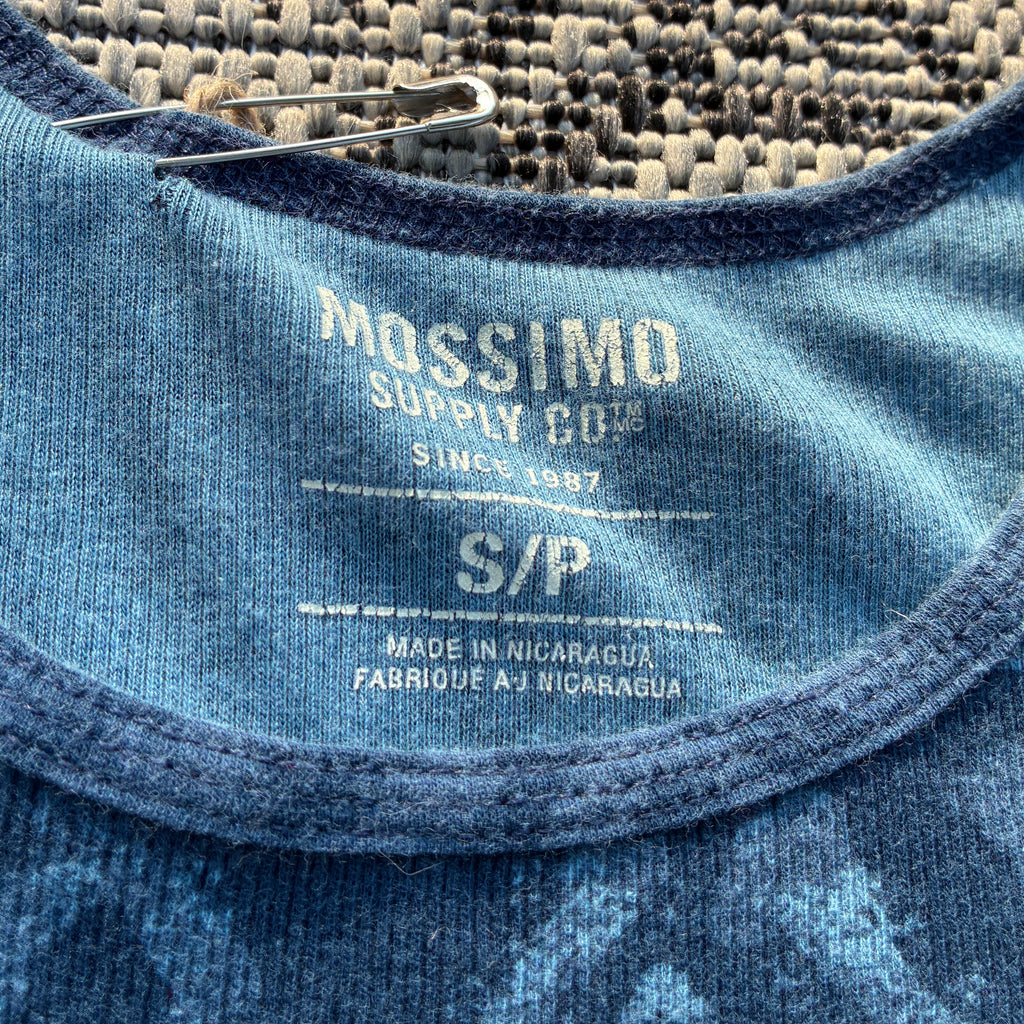 MOSSIMO
SUPPLY CO.™ MC
SINCE 1987
S/P
MADE IN NICARAGUA
FABRIQUE AU NICARAGUA